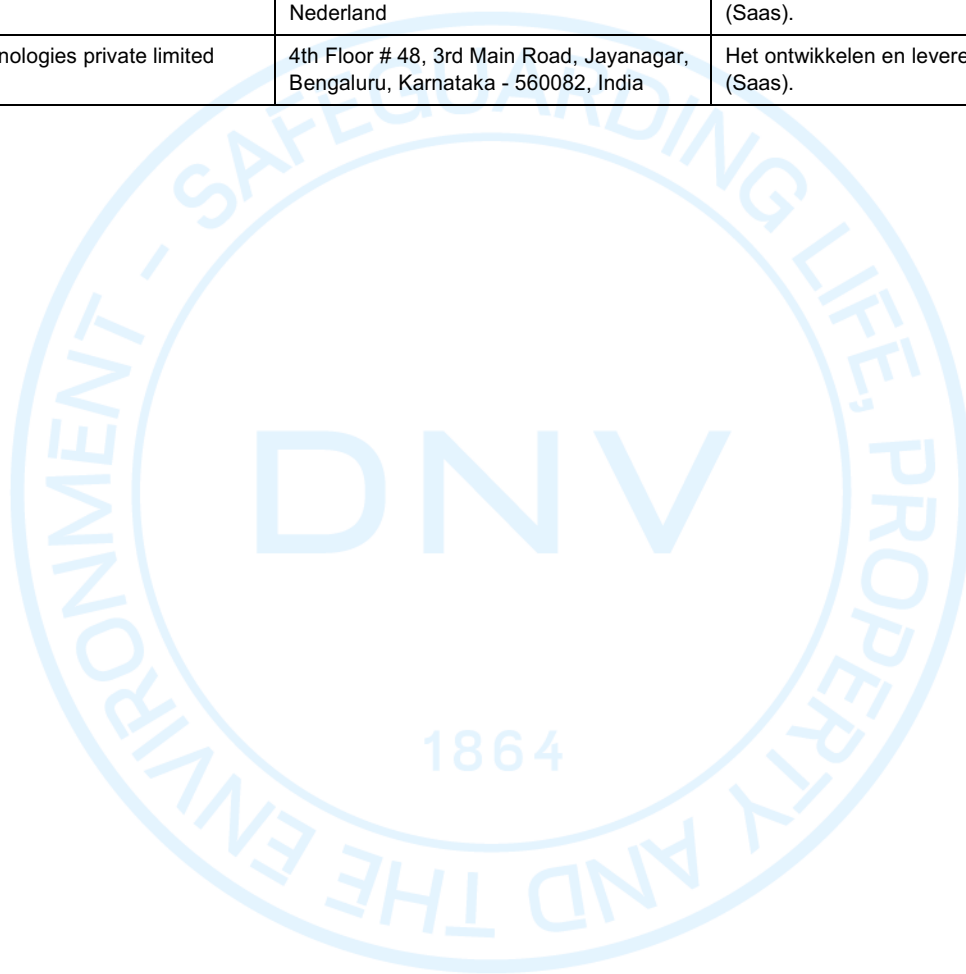 Nederland
(Saas).
nologies private limited
4th Floor # 48, 3rd Main Road, Jayanagar,
Bengaluru, Karnataka - 560082, India
Het ontwikkelen en levere
(Saas).
SAFEGUARDING LIFE, PROPERTY AND THE ENVIRONMENT -
DNV
1864